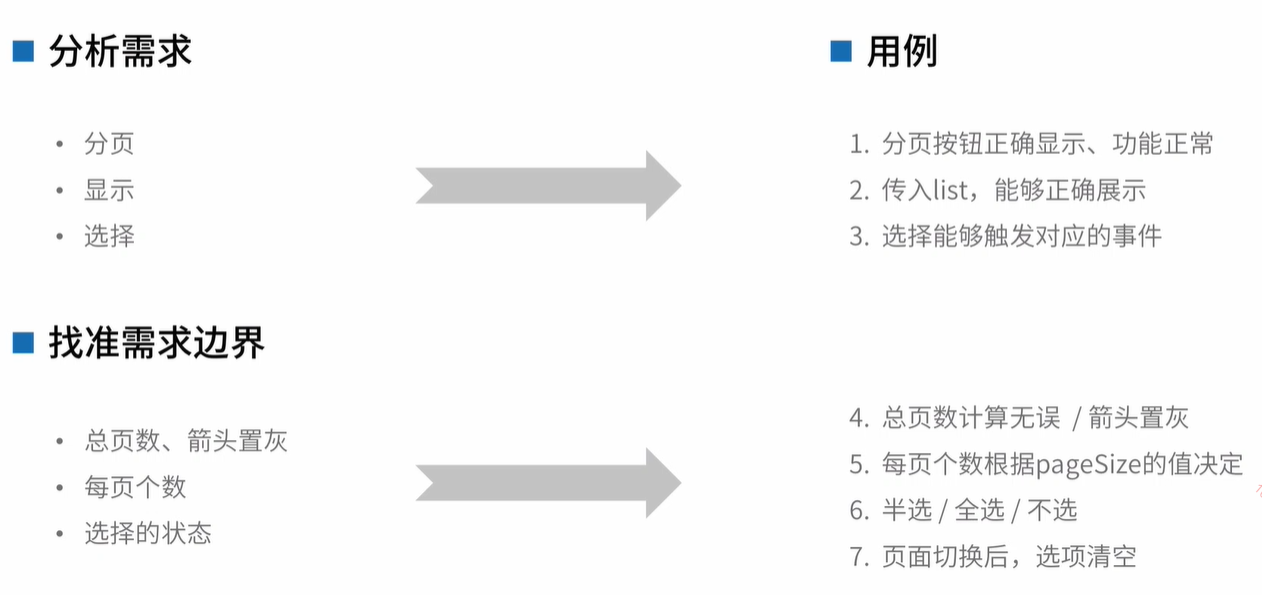 分析需求
• 分页
• 显示
• 选择
找准需求边界
• 总页数、箭头置灰
• 每页个数
• 选择的状态
用例
1. 分页按钮正确显示、功能正常
2. 传入list，能够正确展示
3. 选择能够触发对应的事件
4. 总页数计算无误 / 箭头置灰
5. 每页个数根据pageSize的值决定
6. 半选 / 全选 / 不选
7. 页面切换后，选项清空